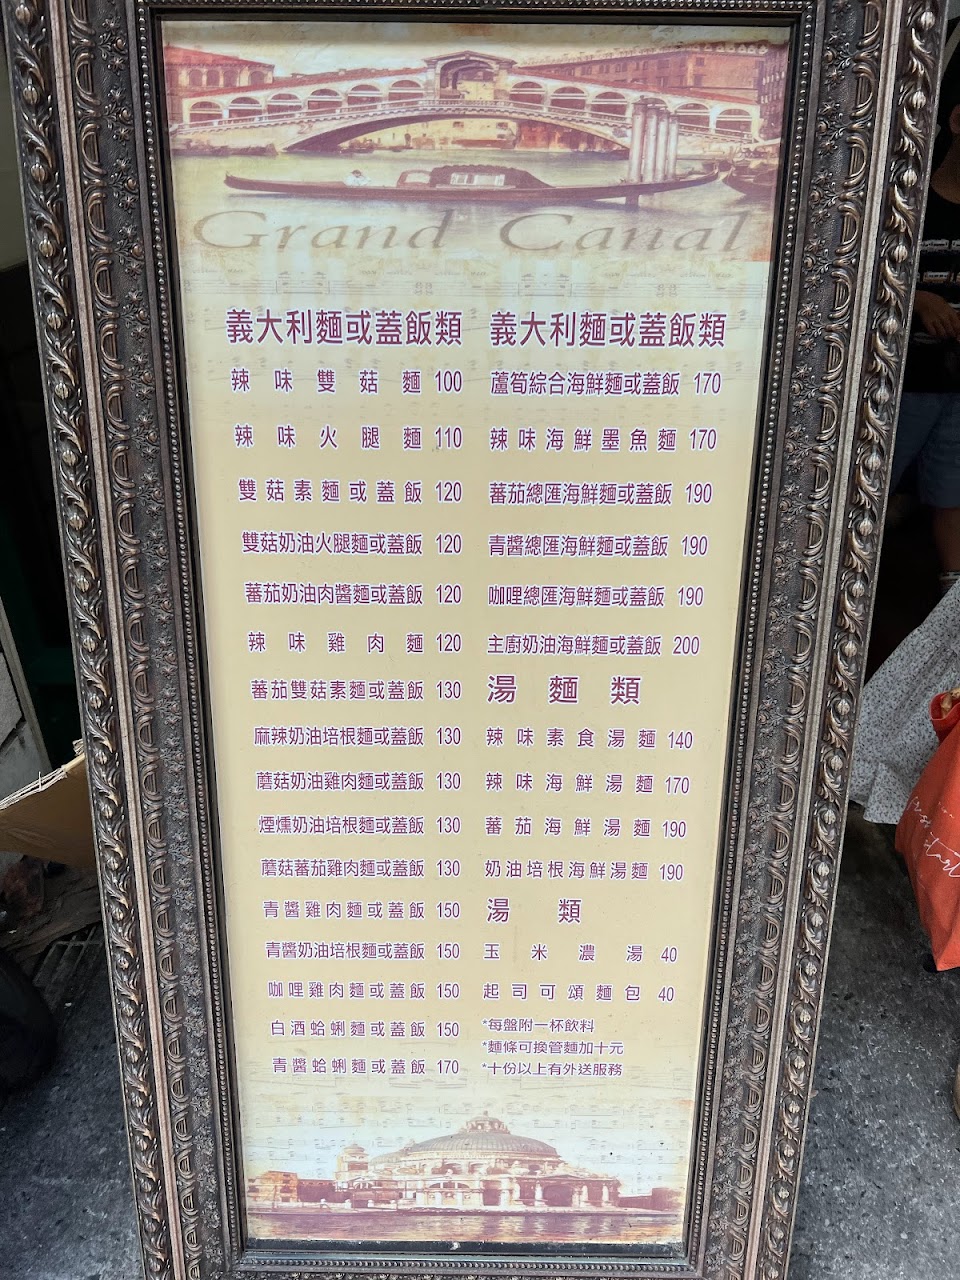 Grand Canal
義大利麵或蓋飯類
辣味雙菇麵 100
辣味火腿麵 110
雙菇素麵或蓋飯 120
雙菇奶油火腿麵或蓋飯 120
蕃茄奶油肉醬麵或蓋飯 120
辣味雞肉麵 120
蕃茄雙菇素麵或蓋飯 130
麻辣奶油培根麵或蓋飯 130
蘑菇奶油雞肉麵或蓋飯 130
煙燻奶油培根麵或蓋飯 130
蘑菇蕃茄雞肉麵或蓋飯 130
青醬雞肉麵或蓋飯 150
青醬奶油培根麵或蓋飯 150
咖哩雞肉麵或蓋飯 150
白酒蛤蜊麵或蓋飯 150
青醬蛤蜊麵或蓋飯 170
義大利麵或蓋飯類
蘆筍綜合海鮮麵或蓋飯 170
辣味海鮮墨魚麵 170
蕃茄總匯海鮮麵或蓋飯 190
青醬總匯海鮮麵或蓋飯 190
咖哩總匯海鮮麵或蓋飯 190
主廚奶油海鮮麵或蓋飯 200
湯麵類
辣味素食湯麵 140
辣味海鮮湯麵 170
蕃茄海鮮湯麵 190
奶油培根海鮮湯麵 190
湯類
玉米濃湯 40
起司可頌麵包 40
*每盤附一杯飲料
*麵條可換管麵加十元
*十份以上有外送服務